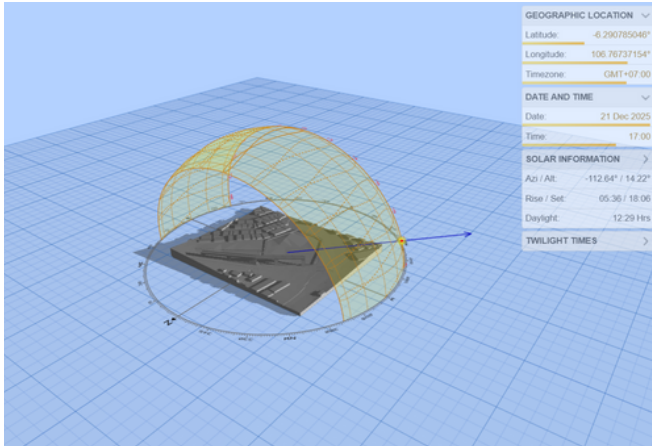 GEOGRAPHIC LOCATION
Latitude: -6.290785046°
Longitude: 106.76737154°
Timezone: GMT+07:00
DATE AND TIME
Date: 21 Dec 2025
Time: 17:00
SOLAR INFORMATION
Azi / Alt: -112.64° / 14.22°
Rise / Set: 05:36 / 18:06
Daylight: 12:29 Hrs
TWILIGHT TIMES
N